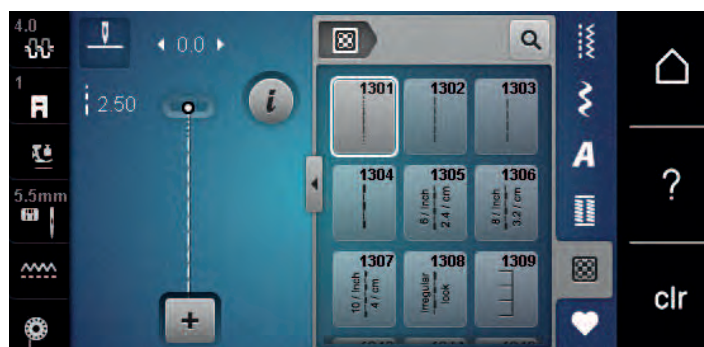 4.0
0.0
1
2.50
i
5.5mm
+
1301
1302
1303
1304
1305
6 / Inch
2.4 / cm
1306
8 / Inch
3.2 / cm
1307
10 / Inch
4 / cm
1308
irregular
look
1309
A
?
clr